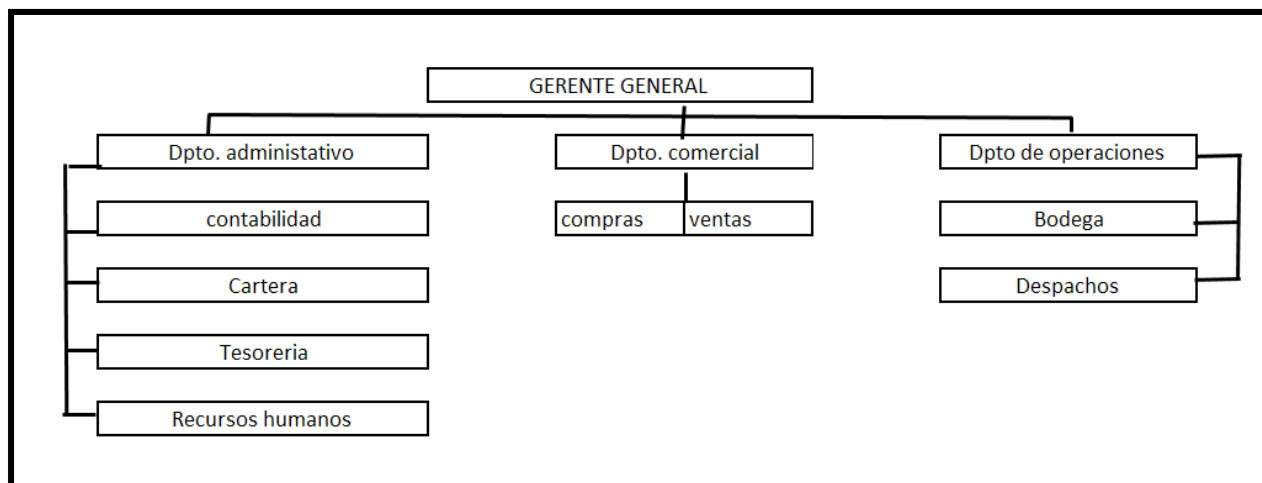 GERENTE GENERAL
Dpto. administativo
Dpto. comercial
Dpto de operaciones
contabilidad
compras
ventas
Bodega
Cartera
Despachos
Tesoreria
Recursos humanos